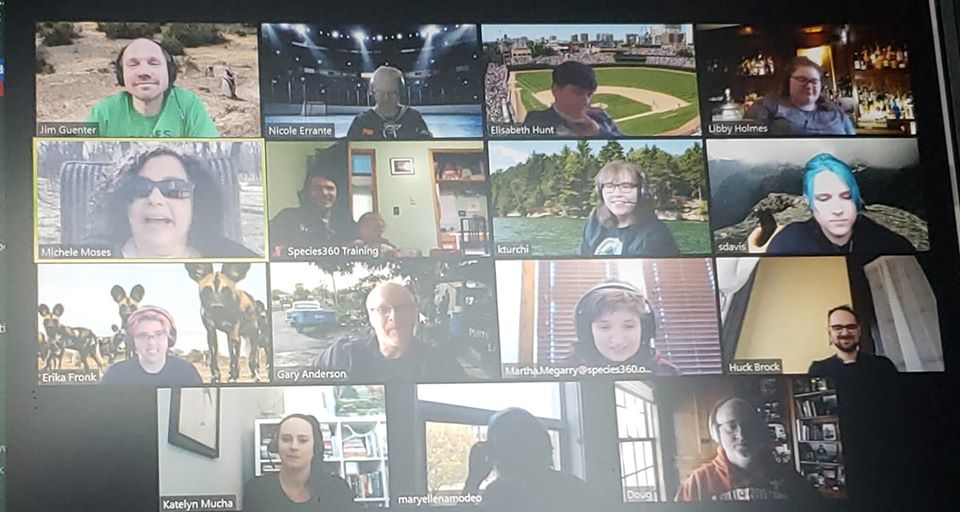 Jim Guenter
Nicole Errante
Elisabeth Hunt
Libby Holmes
Michele Moses
Species360 Training
kturchi
sdavis
Erika Fronk
Gary Anderson
Martha.Megarry@species360.o...
Huck Brock
Katelyn Mucha
maryellenamodeo
Doug